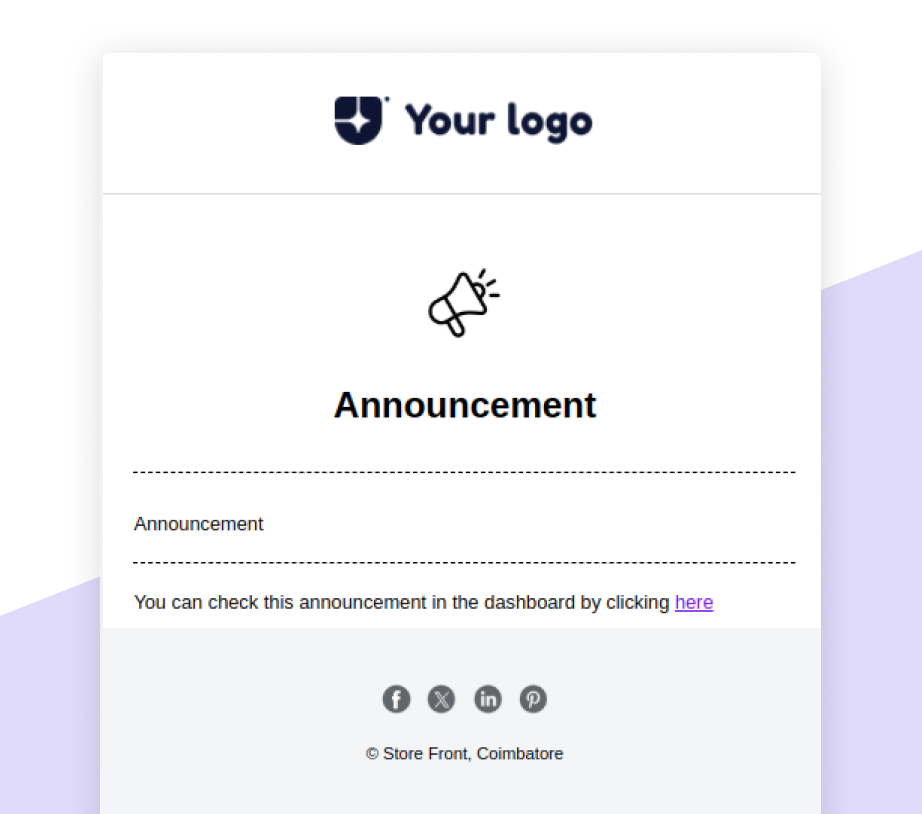 Your logo
Announcement
Announcement
You can check this announcement in the dashboard by clicking here
© Store Front, Coimbatore